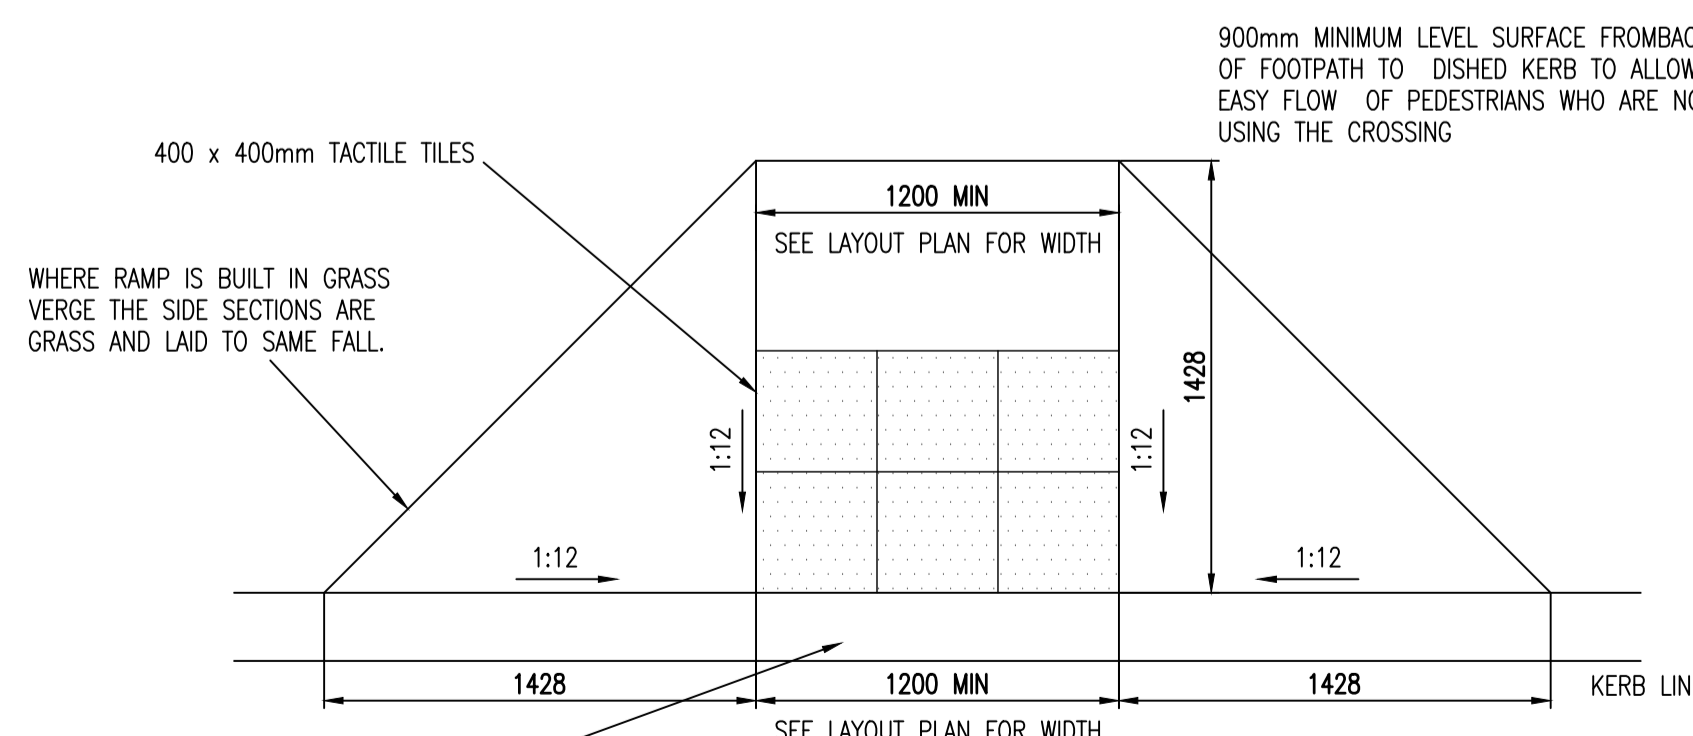 900mm MINIMUM LEVEL SURFACE FROMBAC
OF FOOTPATH TO DISHED KERB TO ALLOW
EASY FLOW OF PEDESTRIANS WHO ARE NO
USING THE CROSSING
400 x 400mm TACTILE TILES
1200 MIN
SEE LAYOUT PLAN FOR WIDTH
WHERE RAMP IS BUILT IN GRASS
VERGE THE SIDE SECTIONS ARE
GRASS AND LAID TO SAME FALL.
1428
1:12
1:12
1:12
1:12
1428
1200 MIN
1428
KERB LIN
SEE LAYOUT PLAN FOR WIDTH